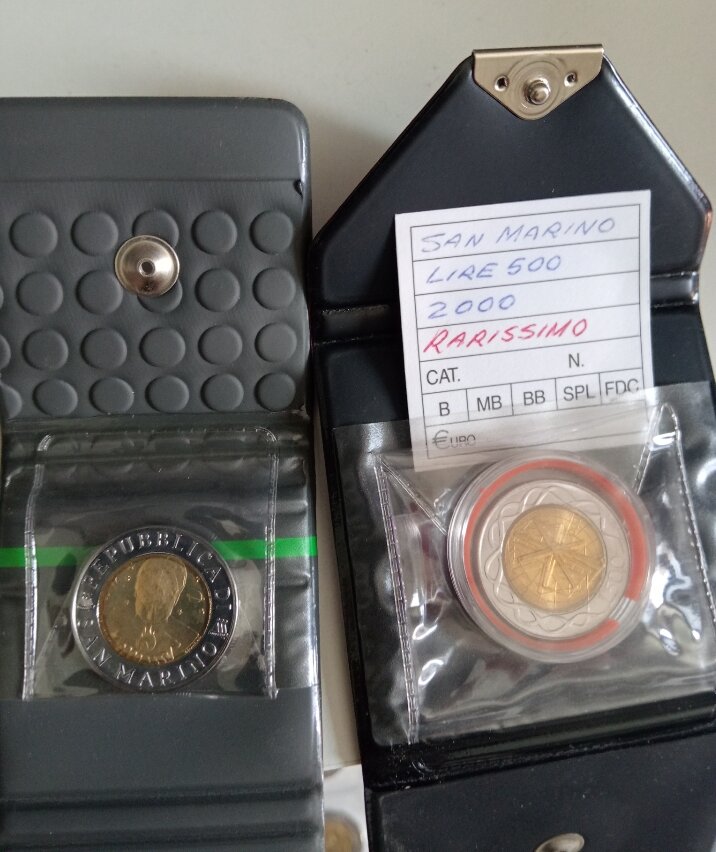 SAN MARINO
LIRE 500
2000
RARISSIMO
CAT. N.
B MB BB SPL FDC
€URO
REPUBBLICA DI
SAN MARINO